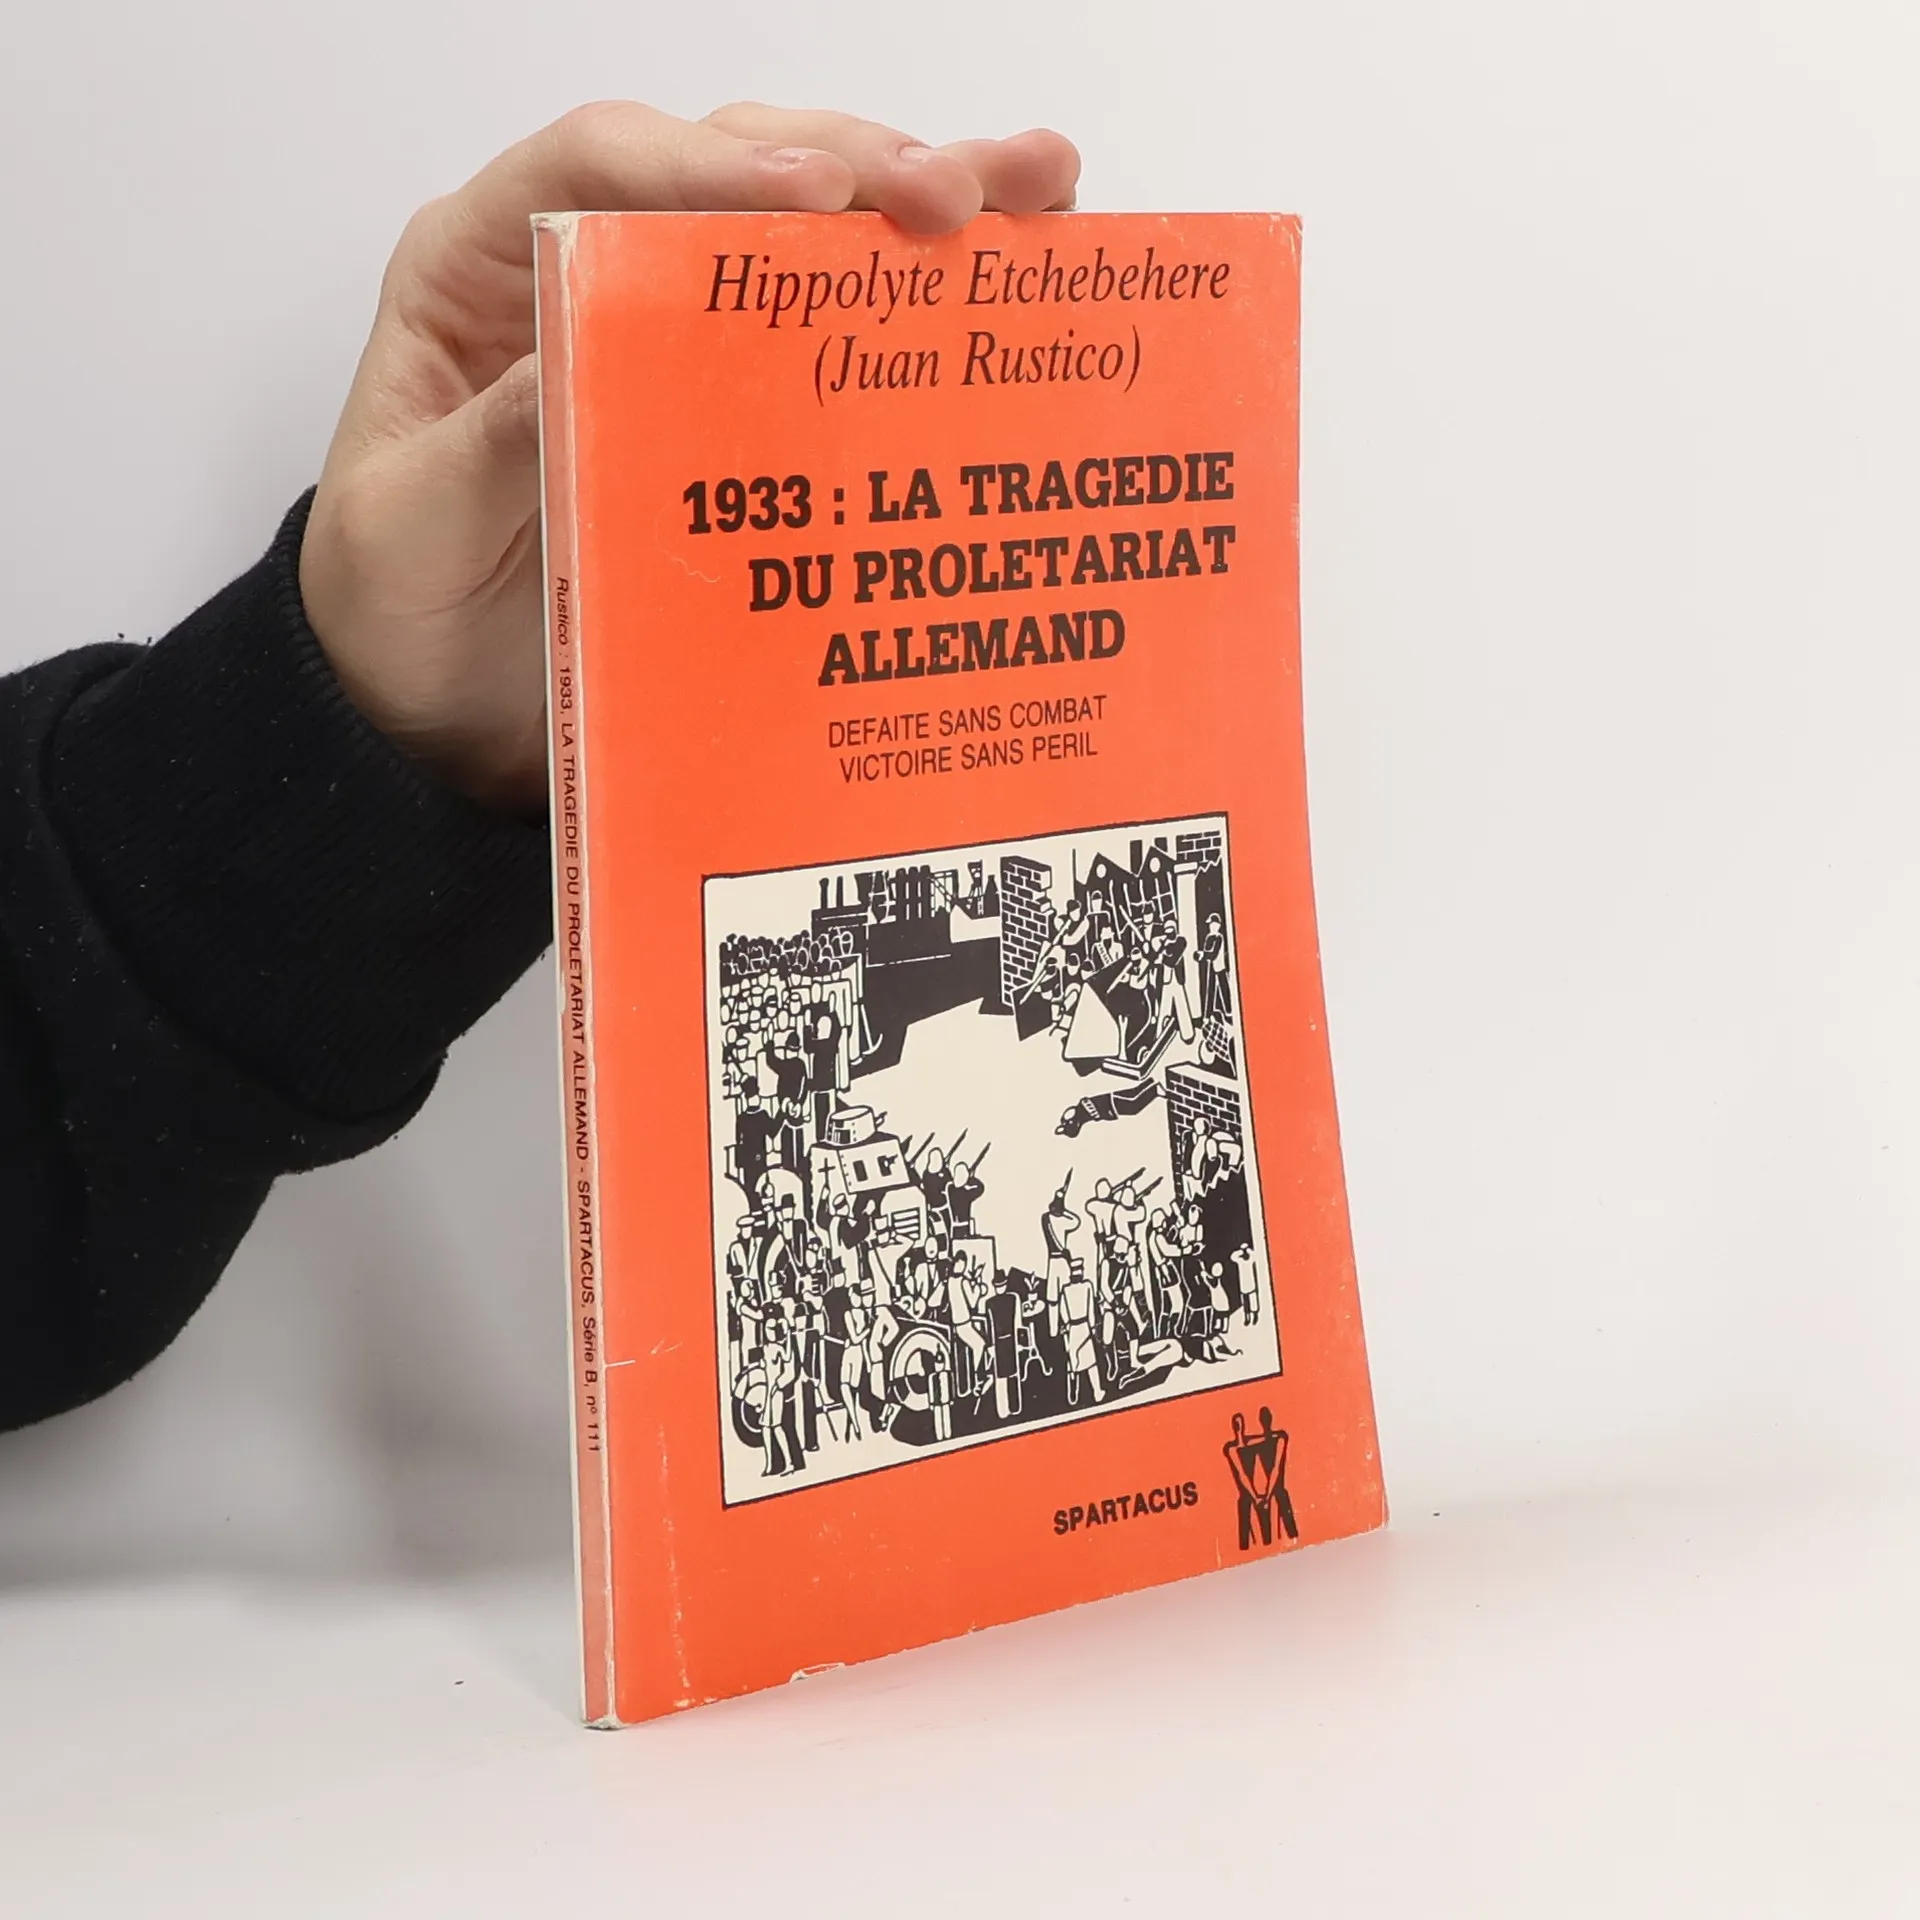 Hippolyte Etchebehere
(Juan Rustico)
1933 : LA TRAGEDIE
DU PROLETARIAT
ALLEMAND
DEFAITE SANS COMBAT
VICTOIRE SANS PERIL
SPARTACUS
Rustico : 1933, LA TRAGEDIE DU PROLETARIAT ALLEMAND - SPARTACUS, Série B, nº 111